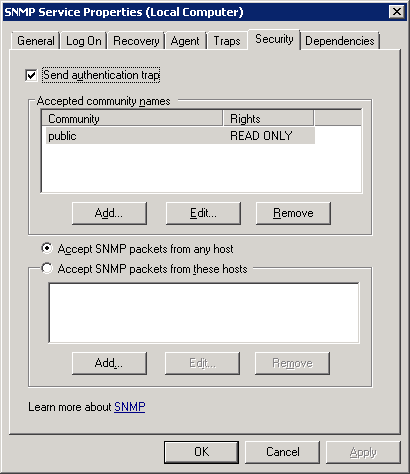 SNMP Service Properties (Local Computer)
General Log On Recovery Agent Traps Security Dependencies
Send authentication trap
Accepted community names
Community Rights
public READ ONLY
Add... Edit... Remove
Accept SNMP packets from any host
Accept SNMP packets from these hosts
Add... Edit... Remove
Learn more about SNMP
OK Cancel Apply